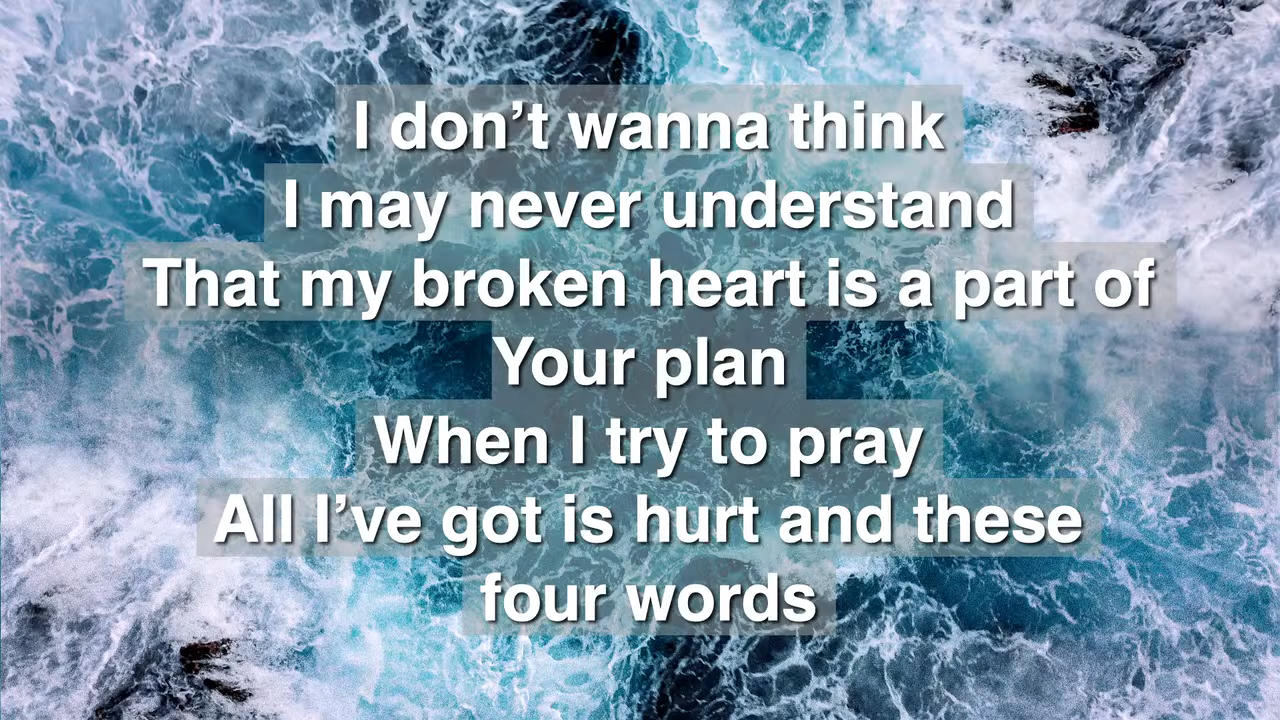 I don’t wanna think
I may never understand
That my broken heart is a part of
Your plan
When I try to pray
All I’ve got is hurt and these
four words